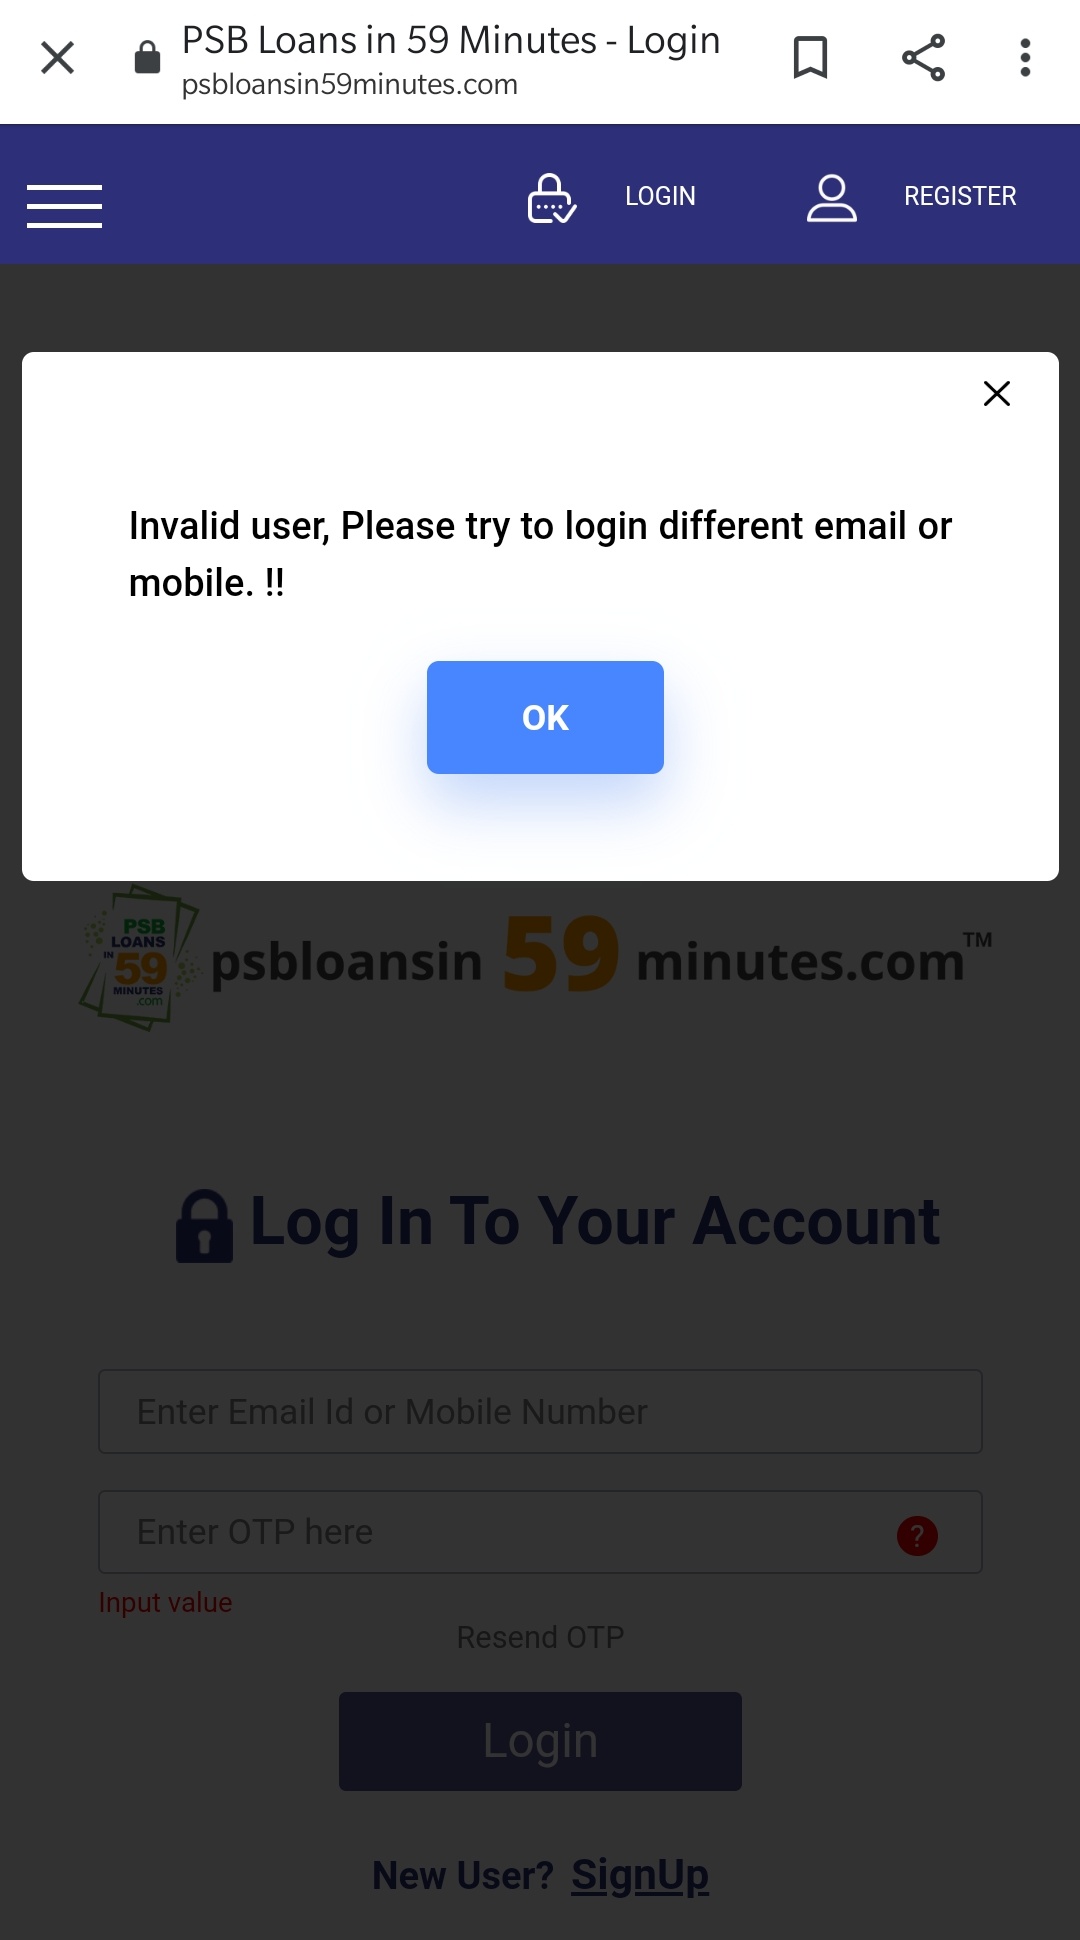 PSB Loans in 59 Minutes - Login
psbloansin59minutes.com
LOGIN
REGISTER
Invalid user, Please try to login different email or
mobile. !!
OK
PSB
LOANS
IN 59
MINUTES
.com
psbloansin 59 minutes.com™
Log In To Your Account
Enter Email Id or Mobile Number
Enter OTP here
?
Input value
Resend OTP
Login
New User? SignUp